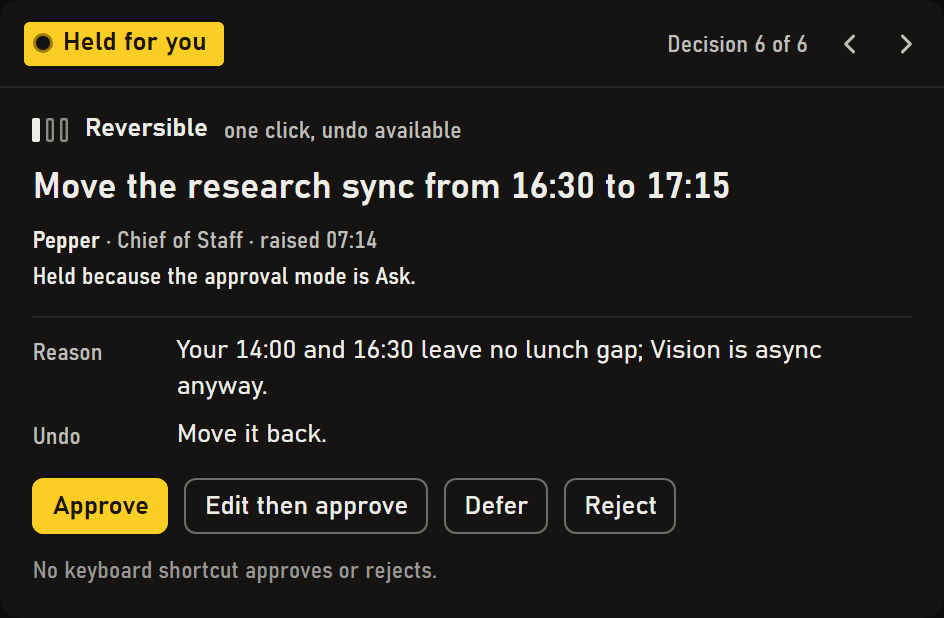 Held for you
Decision 6 of 6
Reversible one click, undo available
Move the research sync from 16:30 to 17:15
Pepper · Chief of Staff · raised 07:14
Held because the approval mode is Ask.
Reason Your 14:00 and 16:30 leave no lunch gap; Vision is async
anyway.
Undo Move it back.
Approve Edit then approve Defer Reject
No keyboard shortcut approves or rejects.